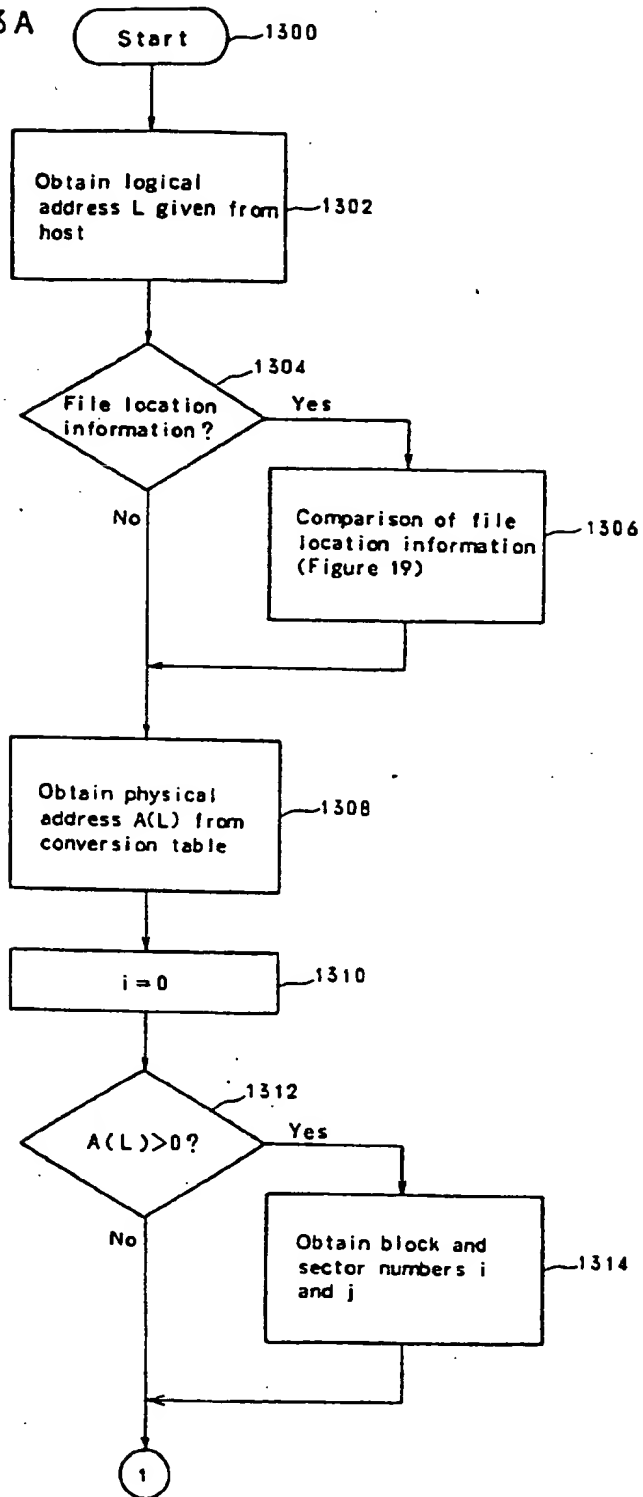 3A
Start
1300
Obtain logical
address L given from
host
1302
1304
File location
information?
Yes
No
Comparison of file
location information
(Figure 19)
1306
Obtain physical
address A(L) from
conversion table
1308
i=0
1310
1312
A(L)>0?
Yes
No
Obtain block and
sector numbers i
and j
1314
1